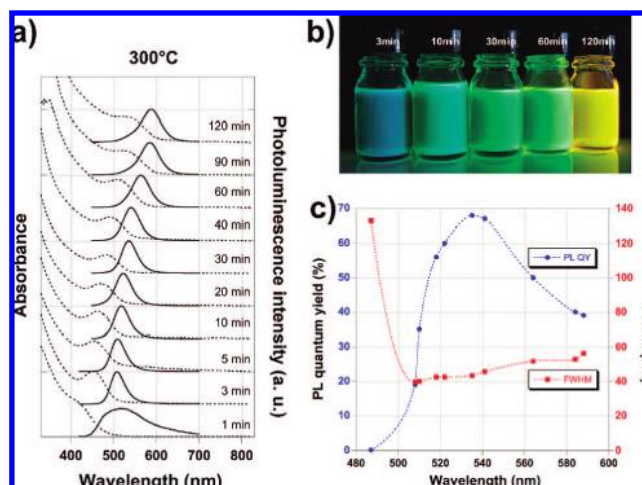 a)
300°C
Absorbance
Photoluminescence intensity (a. u.)
120 min
90 min
60 min
40 min
30 min
20 min
10 min
5 min
3 min
1 min
400 500 600 700 800
Wavelength (nm)
b)
3min 10min 30min 60min 120min
c)
PL quantum yield (%)
70
60
50
40
30
20
10
0
140
120
100
80
60
40
20
0
PL QY
FWHM
480 500 520 540 560 580 600
Wavelength (nm)